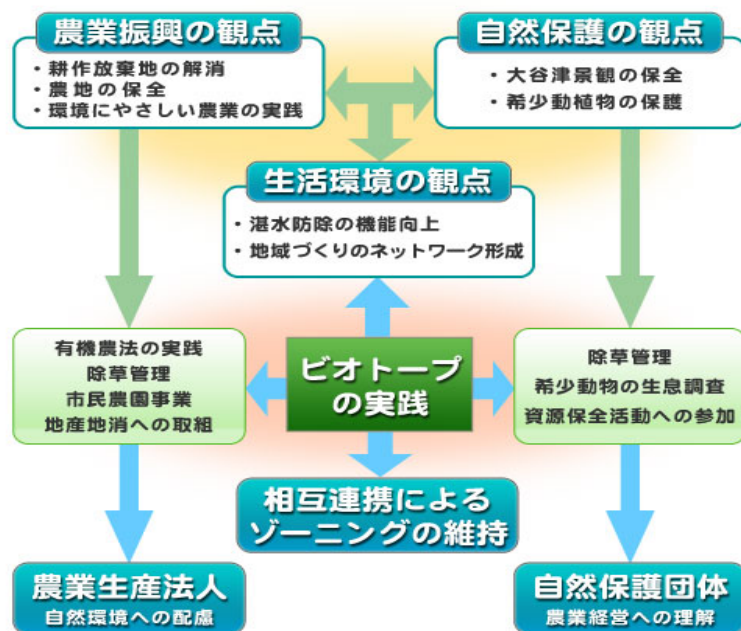 農業振興の観点
・耕作放棄地の解消
・農地の保全
・環境にやさしい農業の実践
自然保護の観点
・大谷津景観の保全
・希少動植物の保護
生活環境の観点
・湛水防除の機能向上
・地域づくりのネットワーク形成
有機農法の実践
除草管理
市民農園事業
地産地消への取組
ビオトープ
の実践
除草管理
希少動物の生息調査
資源保全活動への参加
相互連携による
ゾーニングの維持
農業生産法人
自然環境への配慮
自然保護団体
農業経営への理解